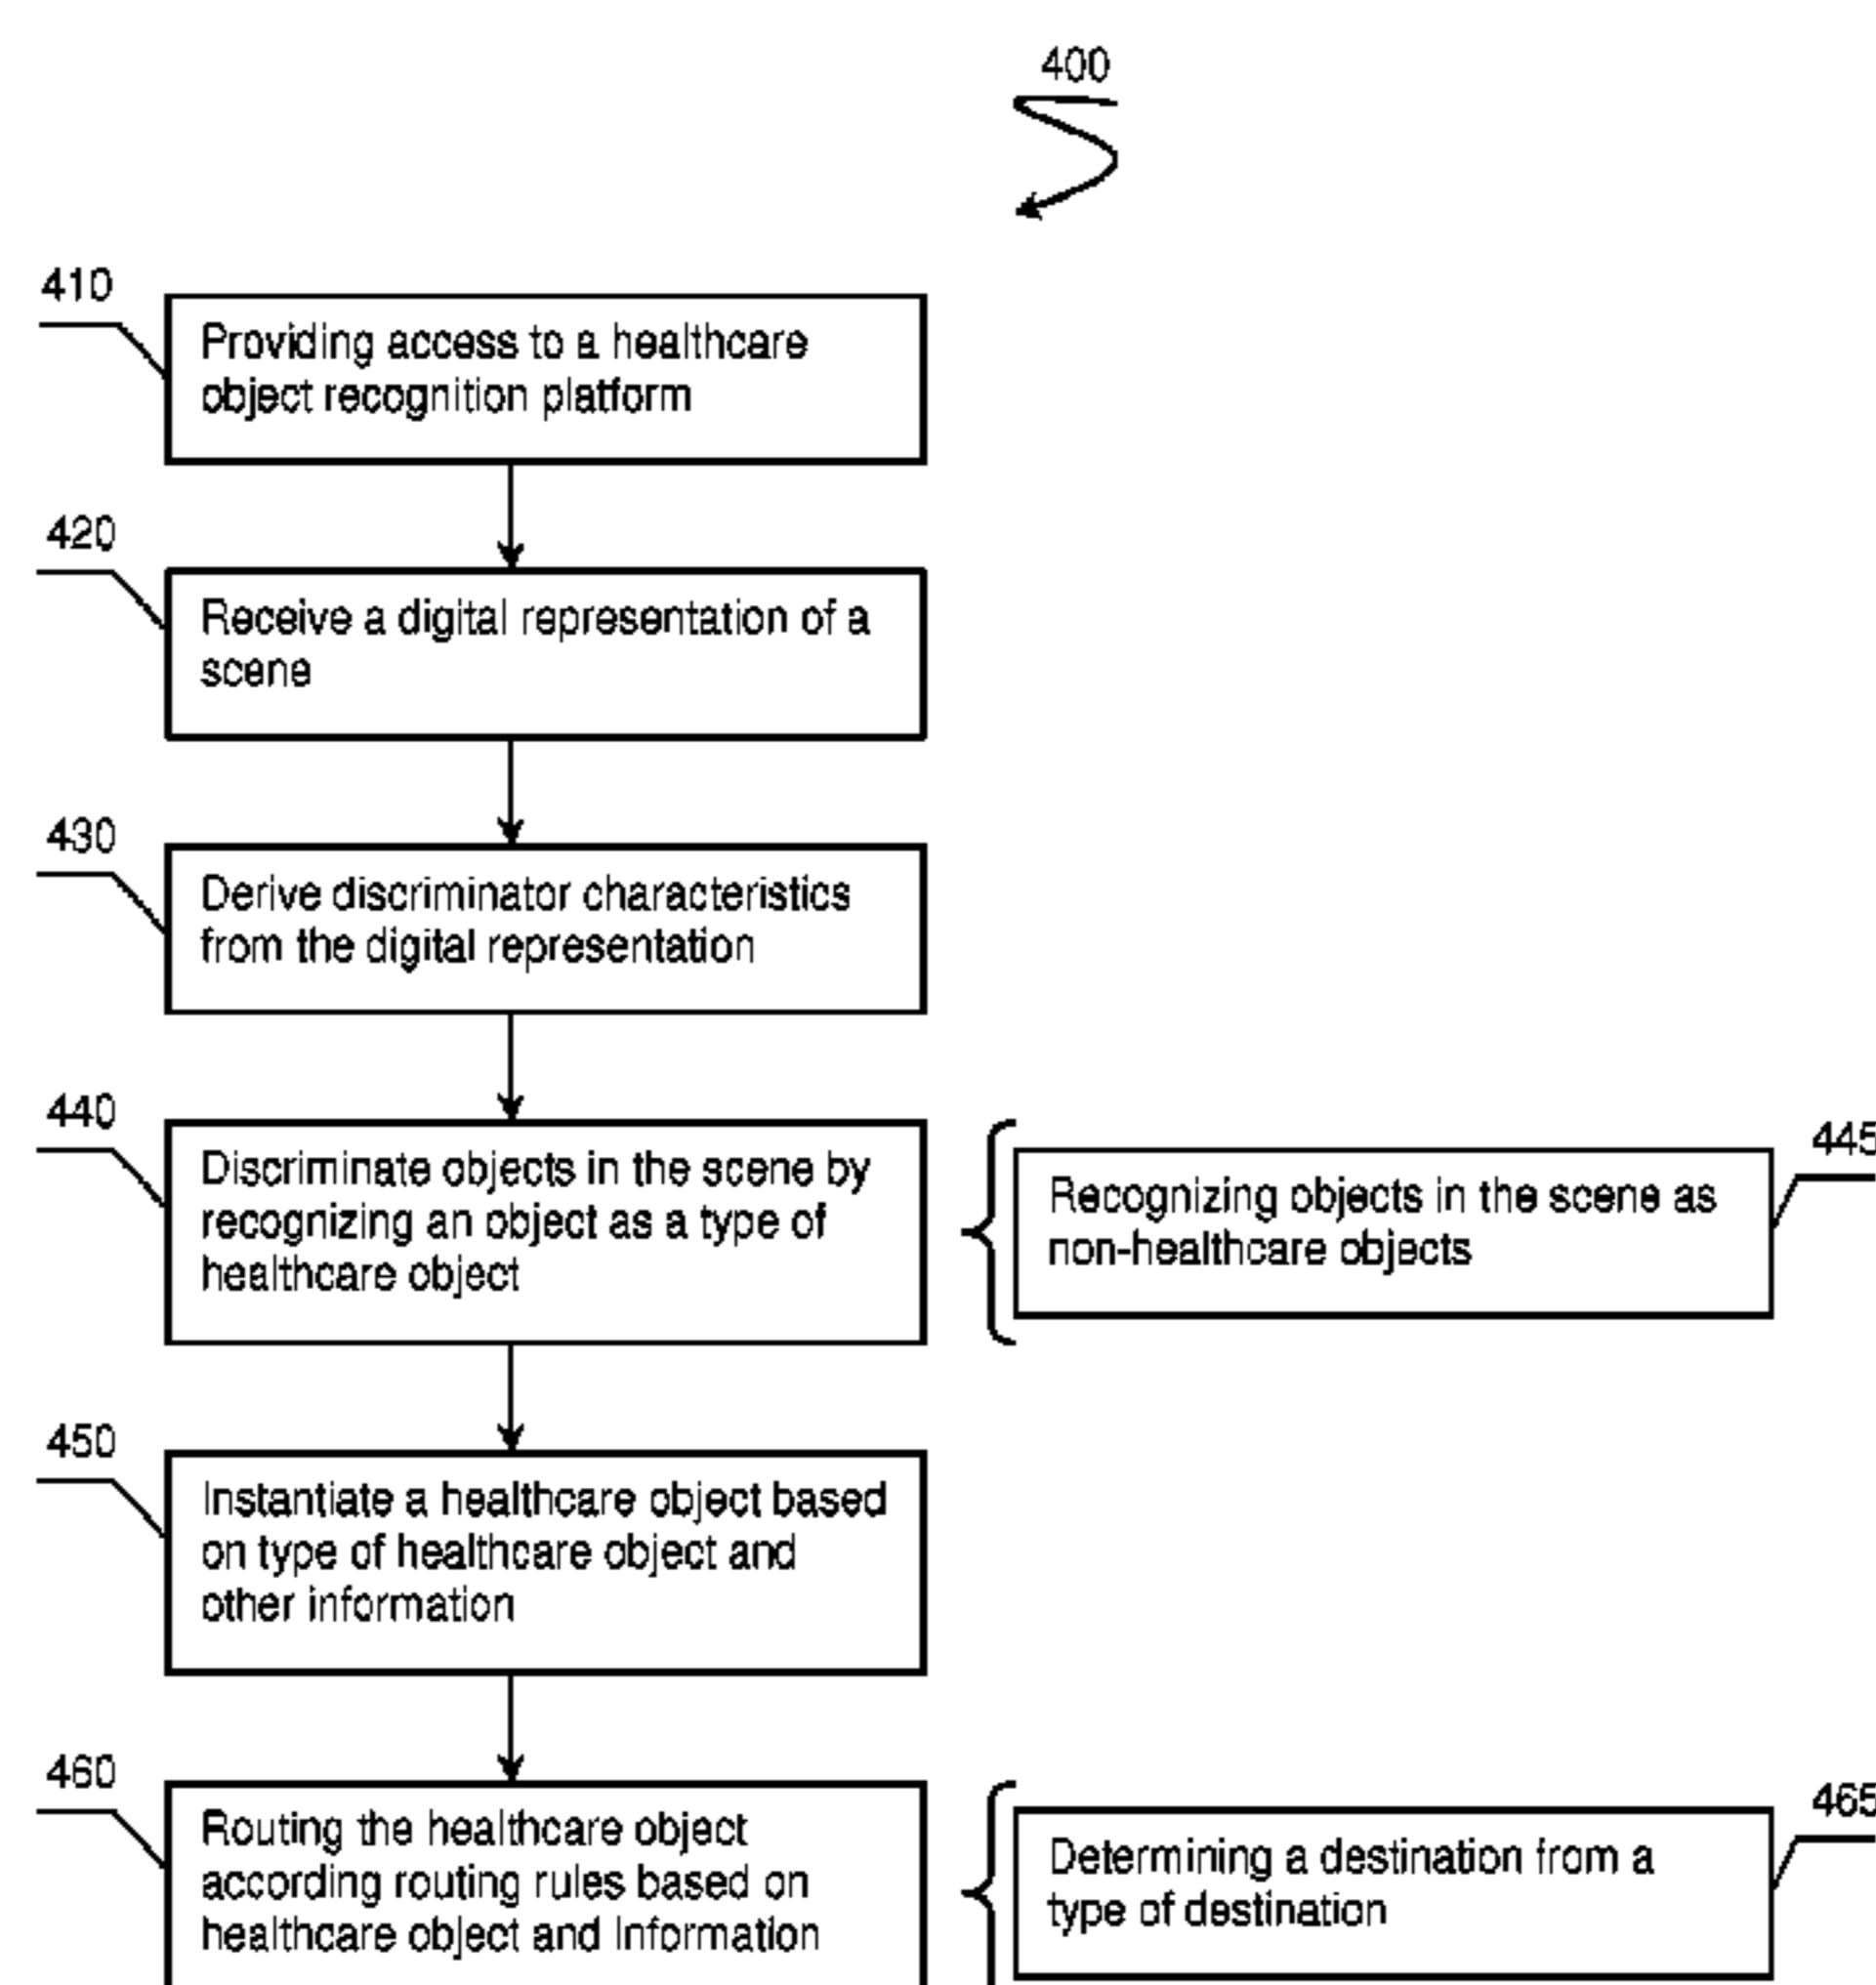 400
410
Providing access to a healthcare
object recognition platform
420
Receive a digital representation of a
scene
430
Derive discriminator characteristics
from the digital representation
440
Discriminate objects in the scene by
recognizing an object as a type of
healthcare object
445
Recognizing objects in the scene as
non-healthcare objects
450
Instantiate a healthcare object based
on type of healthcare object and
other information
460
Routing the healthcare object
according routing rules based on
healthcare object and Information
465
Determining a destination from a
type of destination